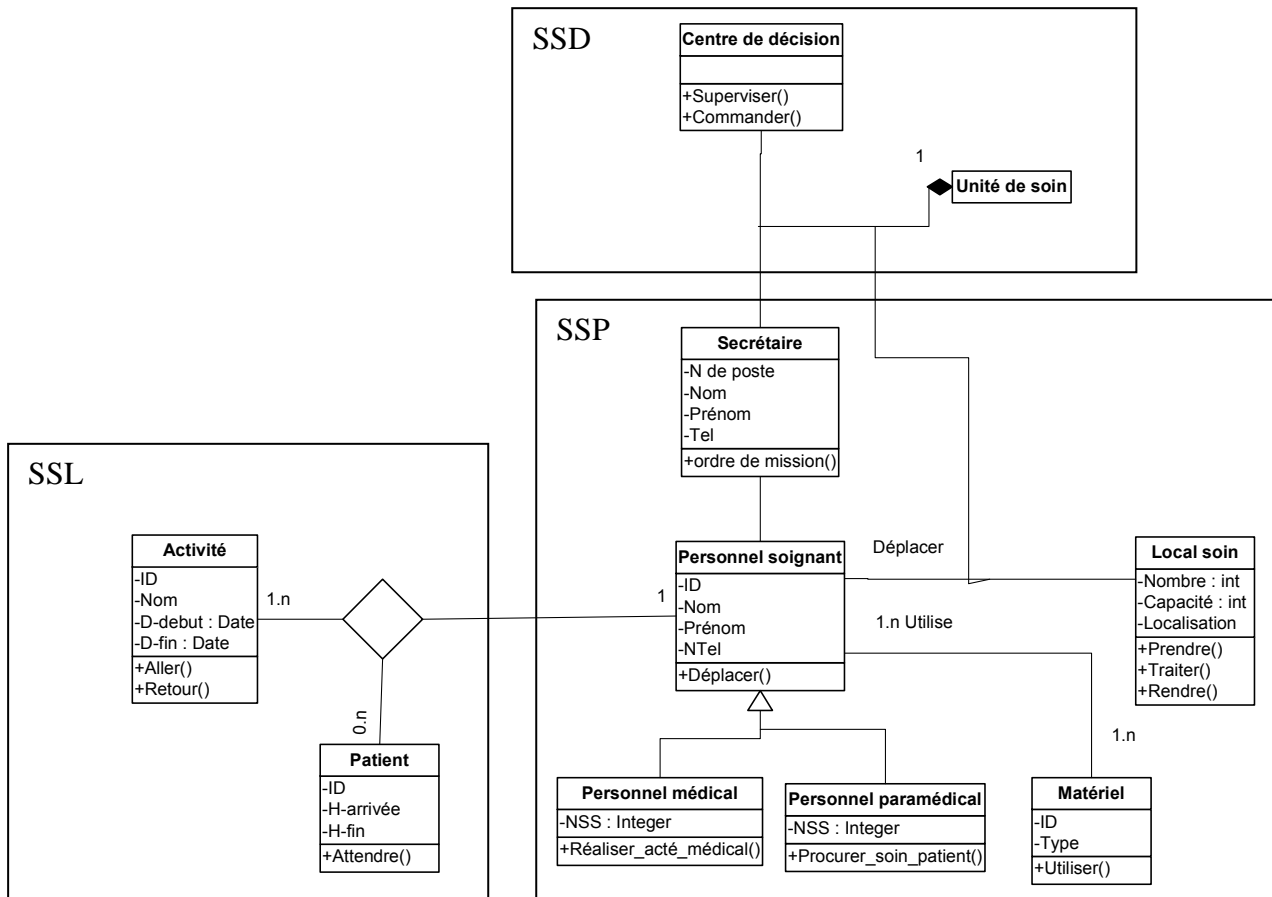 SSD
Centre de décision
+Superviser()
+Commander()
1
Unité de soin
SSP
Secrétaire
-N de poste
-Nom
-Prénom
-Tel
+ordre de mission()
SSL
Activité
-ID
-Nom
-D-debut : Date
-D-fin : Date
+Aller()
+Retour()
1.n
0.n
Patient
-ID
-H-arrivée
-H-fin
+Attendre()
1
Personnel soignant
-ID
-Nom
-Prénom
-NTel
+Déplacer()
Déplacer
1.n Utilise
Local soin
-Nombre : int
-Capacité : int
-Localisation
+Prendre()
+Traiter()
+Rendre()
1.n
Personnel médical
-NSS : Integer
+Réaliser_acté_médical()
Personnel paramédical
-NSS : Integer
+Procurer_soin_patient()
Matériel
-ID
-Type
+Utiliser()